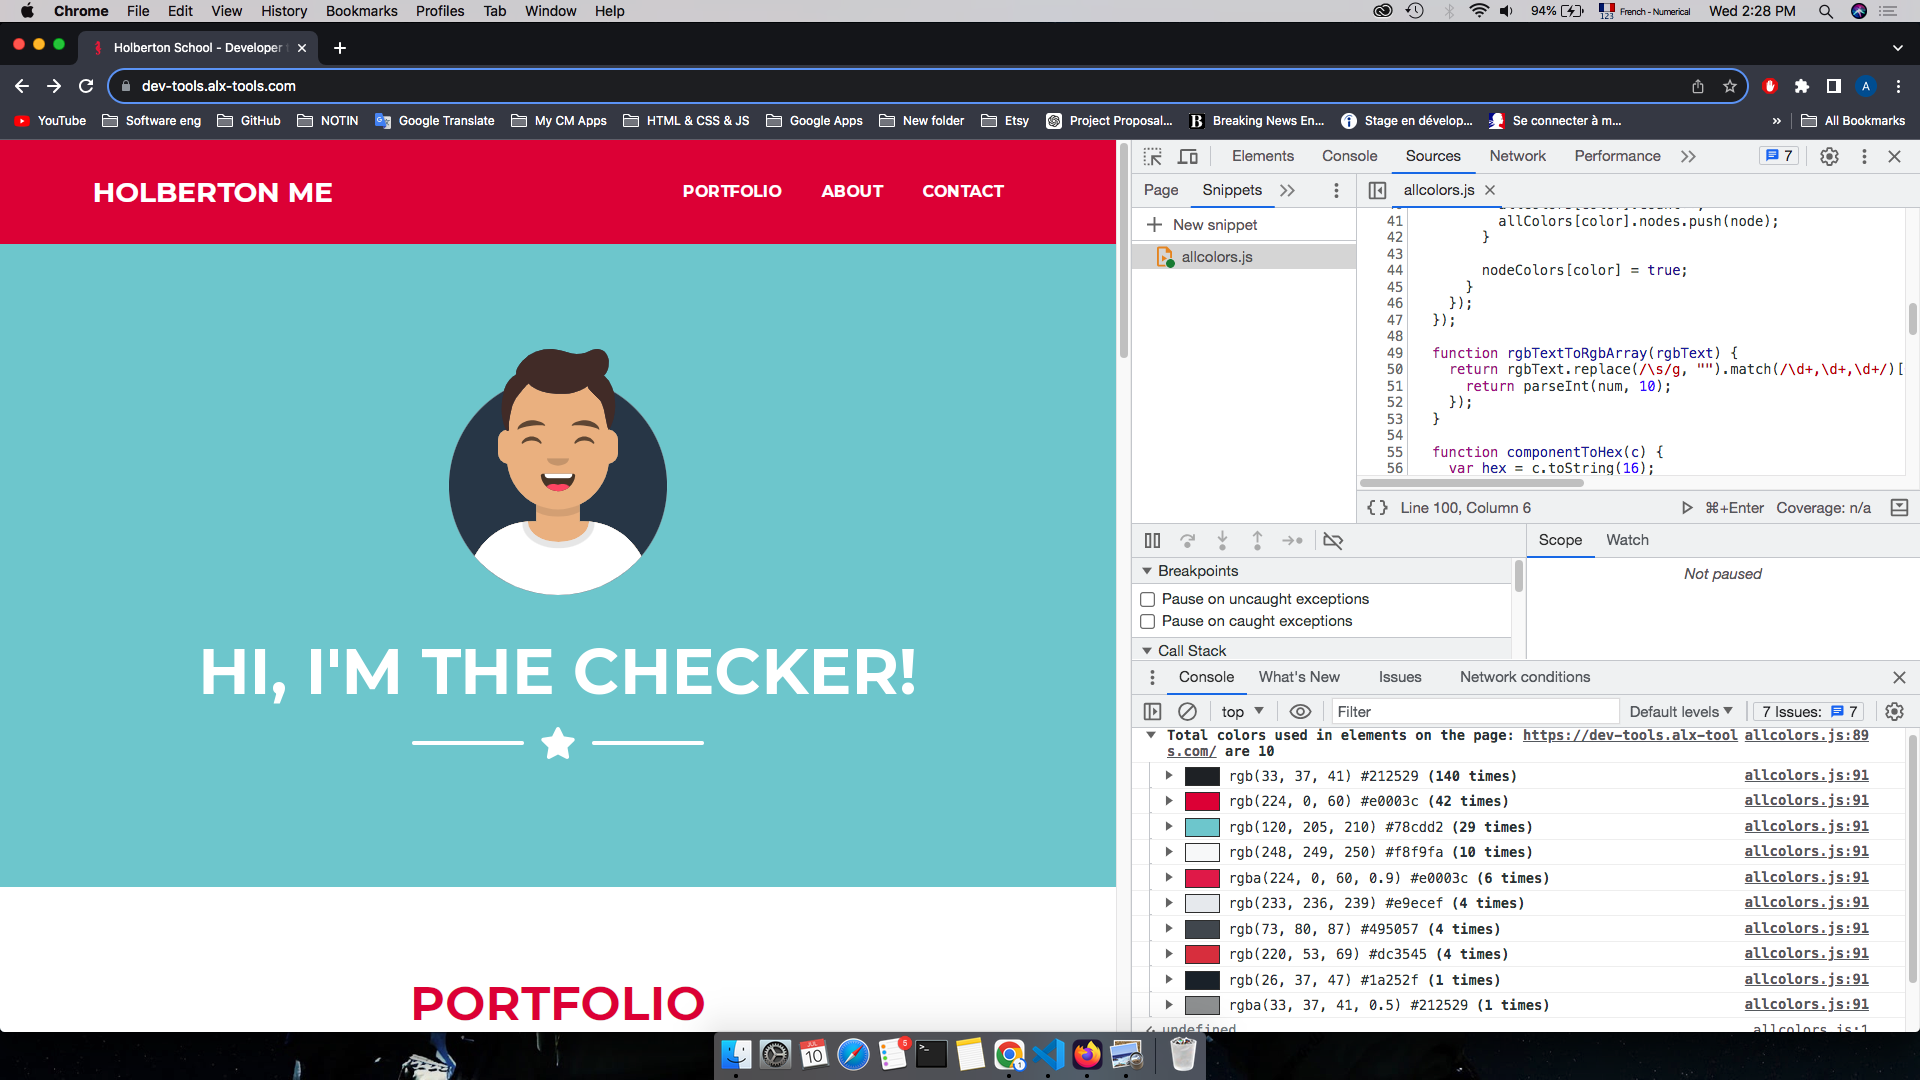 Chrome File Edit View History Bookmarks Profiles Tab Window Help 94% 123 French - Numerical Wed 2:28 PM
Holberton School - Developer
dev-tools.alx-tools.com A
YouTube Software eng GitHub NOTIN Google Translate My CM Apps HTML & CSS & JS Google Apps New folder Etsy Project Proposal... B Breaking News En... Stage en dévelop... Se connecter à m... » All Bookmarks
HOLBERTON ME
PORTFOLIO ABOUT CONTACT
HI, I'M THE CHECKER!
PORTFOLIO
Elements Console Sources Network Performance 7
Page Snippets allcolors.js
New snippet
allcolors.js
41 allColors[color].nodes.push(node);
42 }
43
44 nodeColors[color] = true;
45 }
46 });
47 });
48
49 function rgbTextToRgbArray(rgbText) {
50 return rgbText.replace(/\s/g, "").match(/\d+,\d+,\d+/)[
51 return parseInt(num, 10);
52 });
53 }
54
55 function componentToHex(c) {
56 var hex = c.toString(16);
{} Line 100, Column 6 ⌘+Enter Coverage: n/a
Scope Watch
Breakpoints
Not paused
Pause on uncaught exceptions
Pause on caught exceptions
Call Stack
Console What's New Issues Network conditions
top Filter Default levels 7 Issues: 7
Total colors used in elements on the page: https://dev-tools.alx-tool allcolors.js:89
s.com/ are 10
rgb(33, 37, 41) #212529 (140 times) allcolors.js:91
rgb(224, 0, 60) #e0003c (42 times) allcolors.js:91
rgb(120, 205, 210) #78cdd2 (29 times) allcolors.js:91
rgb(248, 249, 250) #f8f9fa (10 times) allcolors.js:91
rgba(224, 0, 60, 0.9) #e0003c (6 times) allcolors.js:91
rgb(233, 236, 239) #e9ecef (4 times) allcolors.js:91
rgb(73, 80, 87) #495057 (4 times) allcolors.js:91
rgb(220, 53, 69) #dc3545 (4 times) allcolors.js:91
rgb(26, 37, 47) #1a252f (1 times) allcolors.js:91
rgba(33, 37, 41, 0.5) #212529 (1 times) allcolors.js:91
undefined allcolors.js:1
JUL 10 5 1